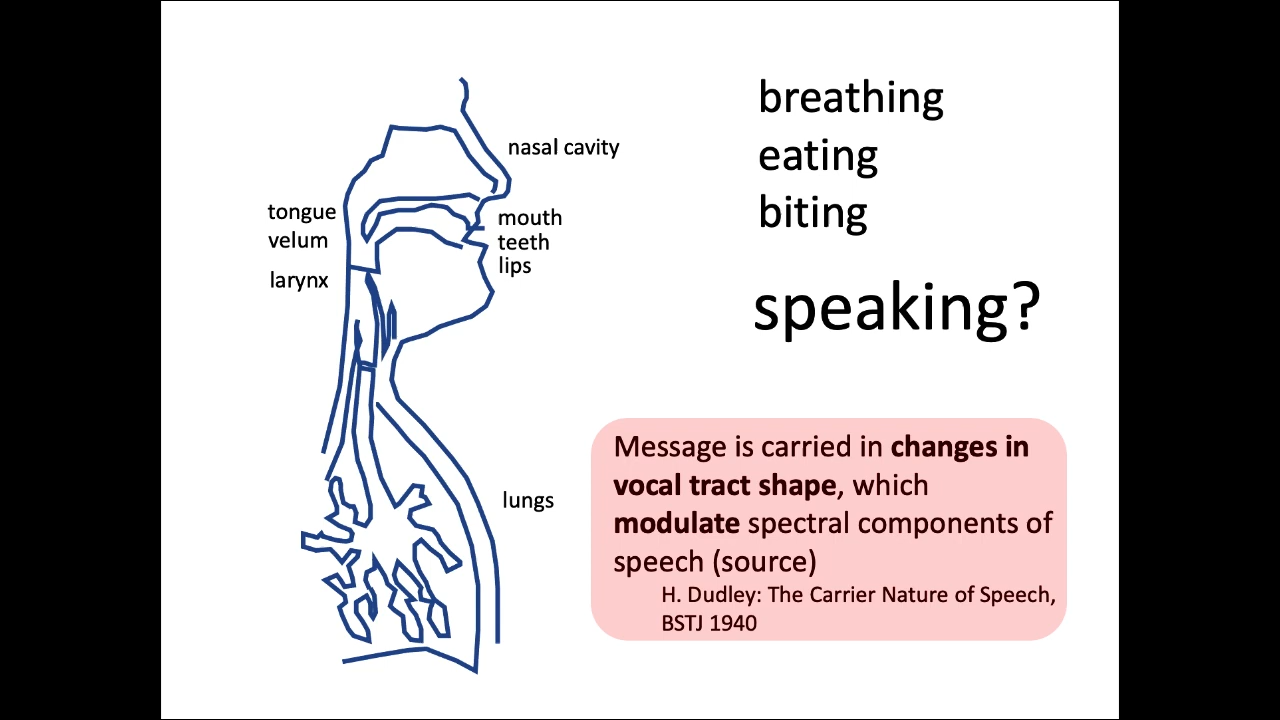 nasal cavity
tongue
velum
larynx
mouth
teeth
lips
lungs
breathing
eating
biting
speaking?
Message is carried in changes in
vocal tract shape, which
modulate spectral components of
speech (source)
H. Dudley: The Carrier Nature of Speech,
BSTJ 1940